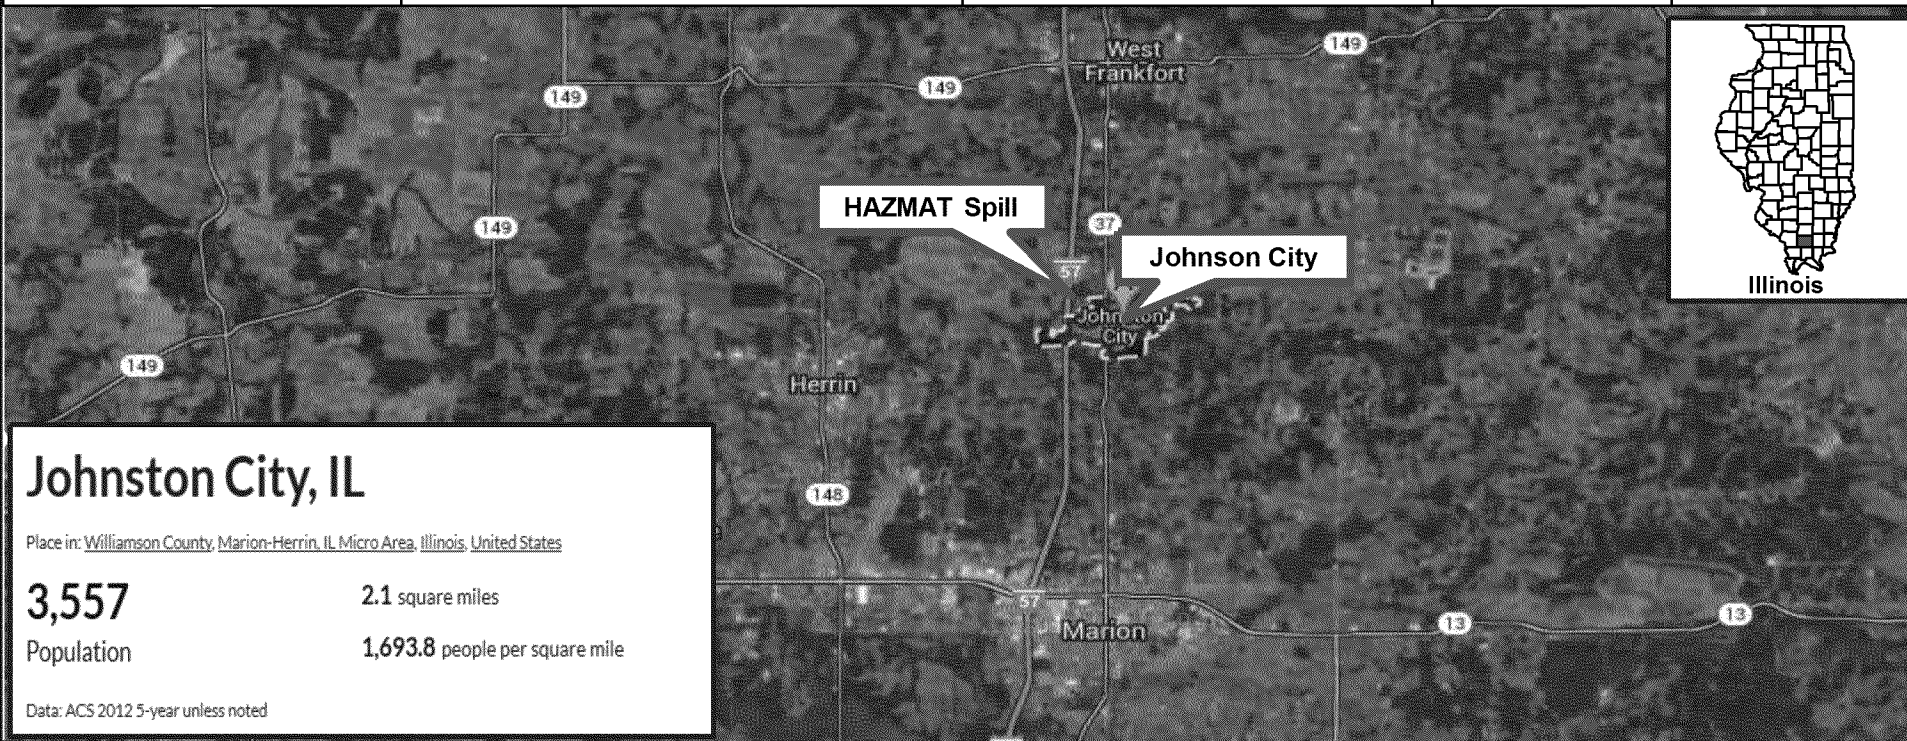 West
Frankfort
149
149
149
HAZMAT Spill
37
149
Johnson City
57
Illinois
Johnston
City
149
Herrin
Johnston City, IL
148
Place in: Williamson County, Marion-Herrin, IL Micro Area, Illinois, United States
3,557
2.1 square miles
57
Population
1,693.8 people per square mile
13
13
Marion
Data: ACS 2012 5-year unless noted